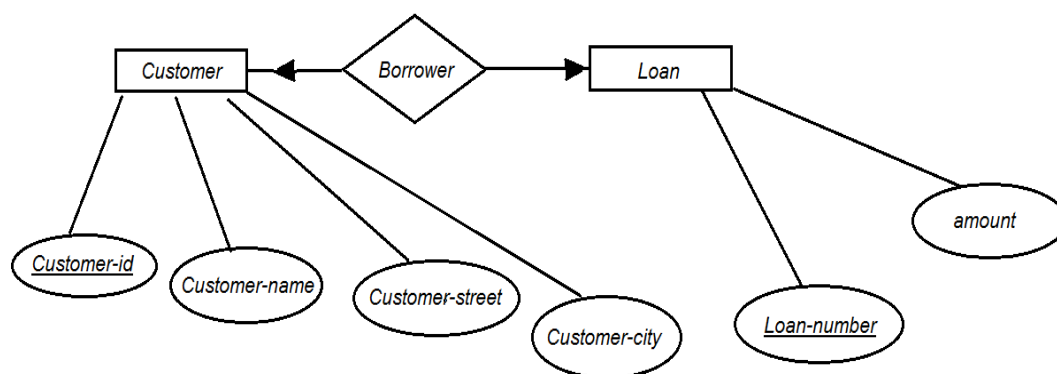 Customer
Borrower
Loan
Customer-id
Customer-name
Customer-street
Customer-city
Loan-number
amount